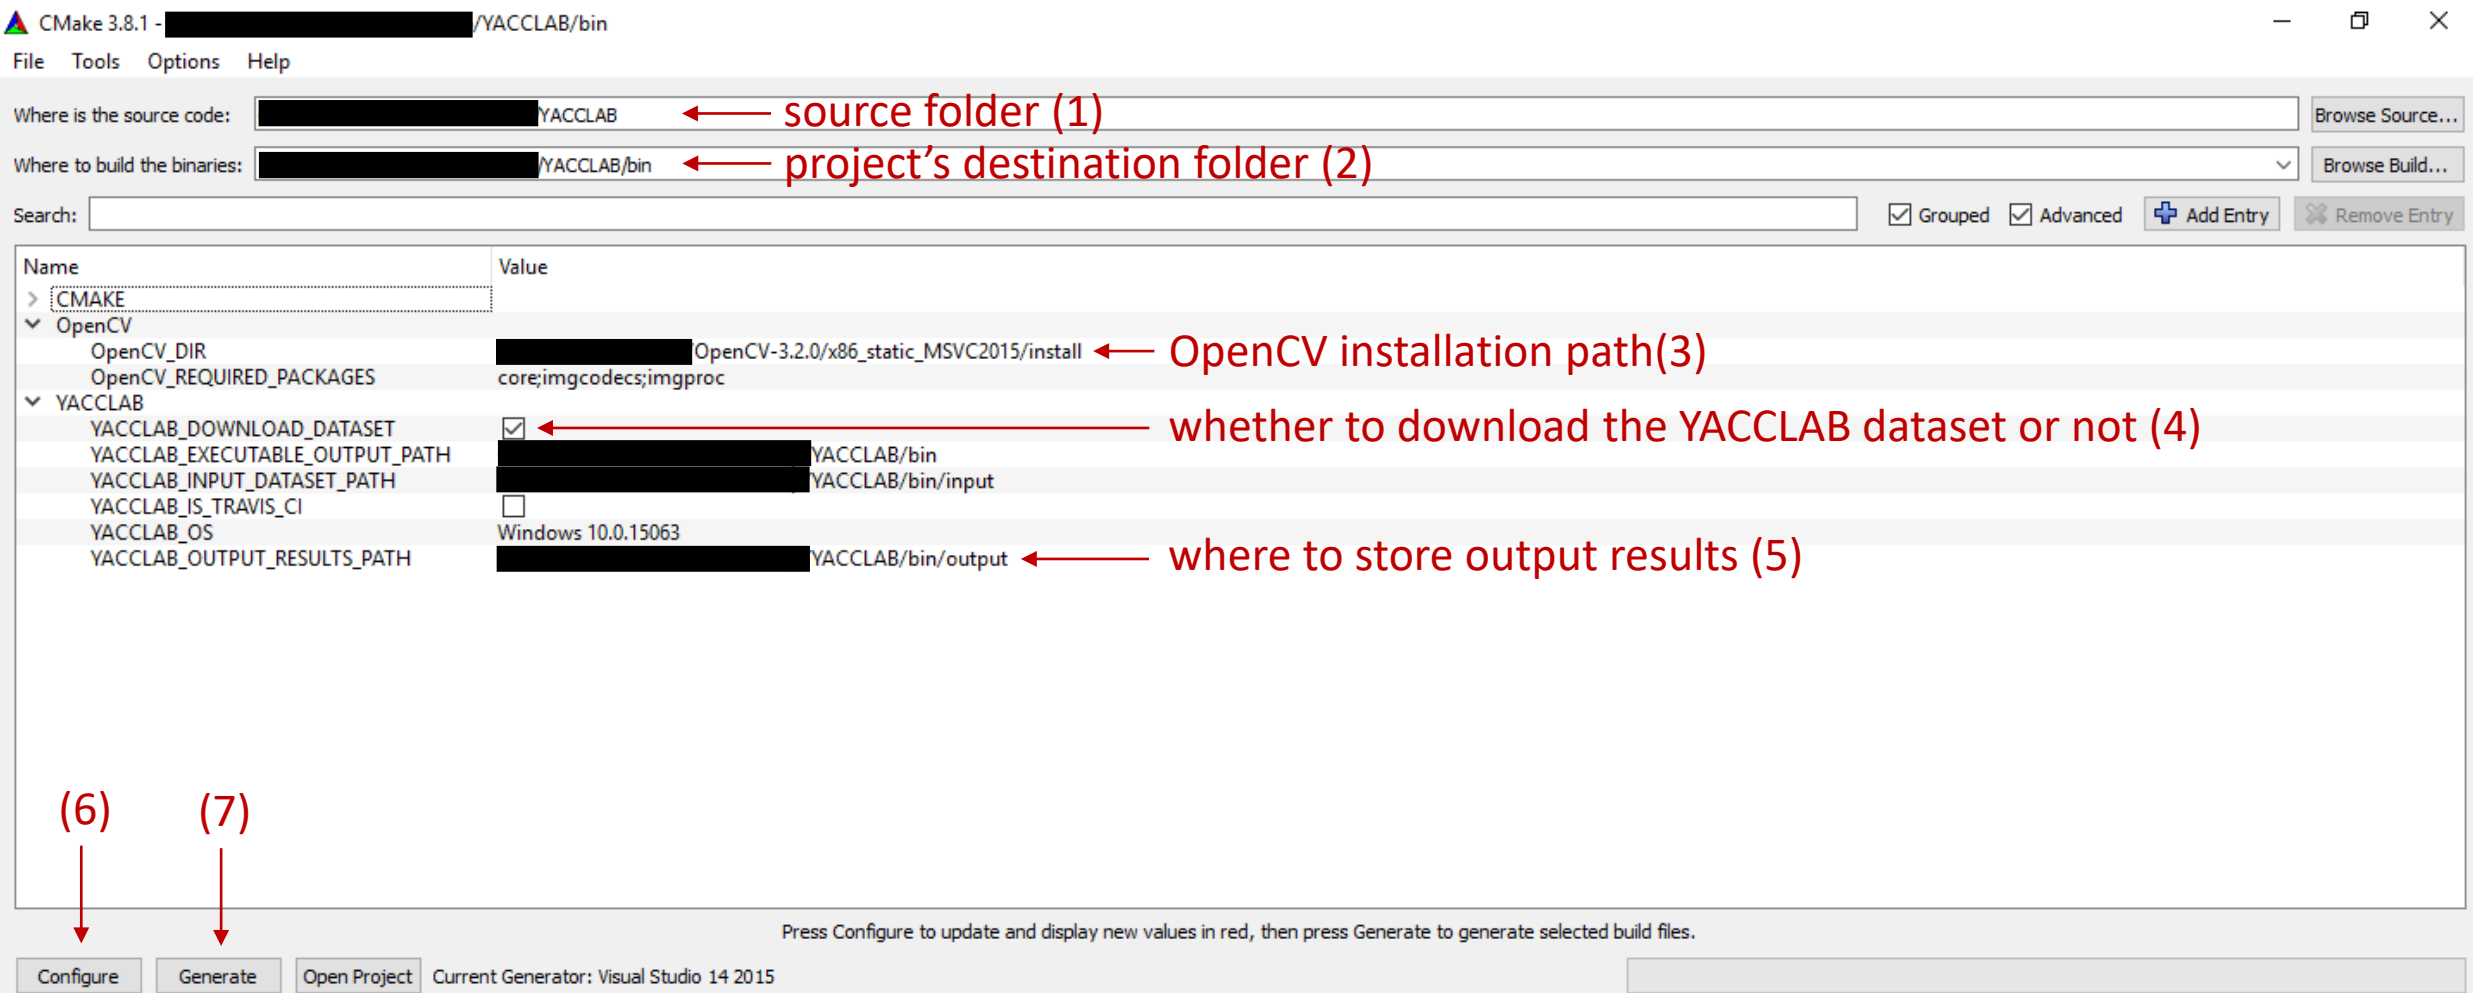 CMake 3.8.1 - /YACCLAB/bin
File Tools Options Help
Where is the source code: YACCLAB source folder (1) Browse Source...
Where to build the binaries: /YACCLAB/bin project’s destination folder (2) Browse Build...
Search: Grouped Advanced Add Entry Remove Entry
Name Value
CMAKE
OpenCV
OpenCV_DIR OpenCV-3.2.0/x86_static_MSVC2015/install OpenCV installation path(3)
OpenCV_REQUIRED_PACKAGES core;imgcodecs;imgproc
YACCLAB
YACCLAB_DOWNLOAD_DATASET whether to download the YACCLAB dataset or not (4)
YACCLAB_EXECUTABLE_OUTPUT_PATH YACCLAB/bin
YACCLAB_INPUT_DATASET_PATH YACCLAB/bin/input
YACCLAB_IS_TRAVIS_CI
YACCLAB_OS Windows 10.0.15063
YACCLAB_OUTPUT_RESULTS_PATH YACCLAB/bin/output where to store output results (5)
(6) (7)
Press Configure to update and display new values in red, then press Generate to generate selected build files.
Configure Generate Open Project Current Generator: Visual Studio 14 2015